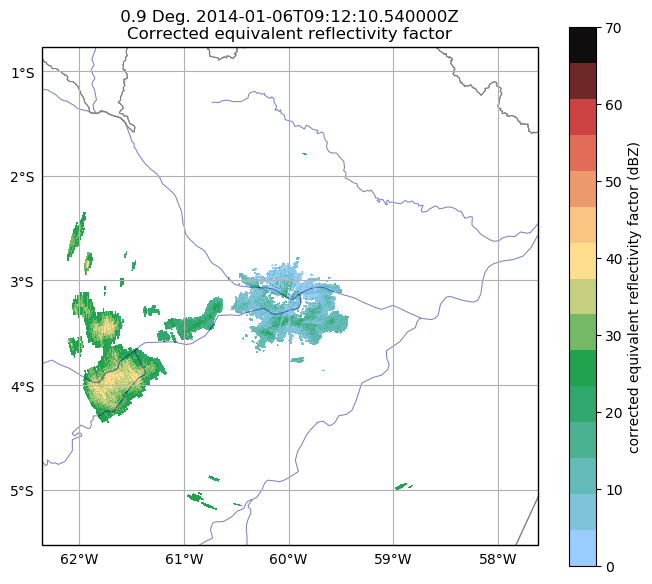 0.9 Deg. 2014-01-06T09:12:10.540000Z
Corrected equivalent reflectivity factor
1°S
2°S
3°S
4°S
5°S
62°W 61°W 60°W 59°W 58°W
70
60
50
40
30
20
10
0
corrected equivalent reflectivity factor (dBZ)